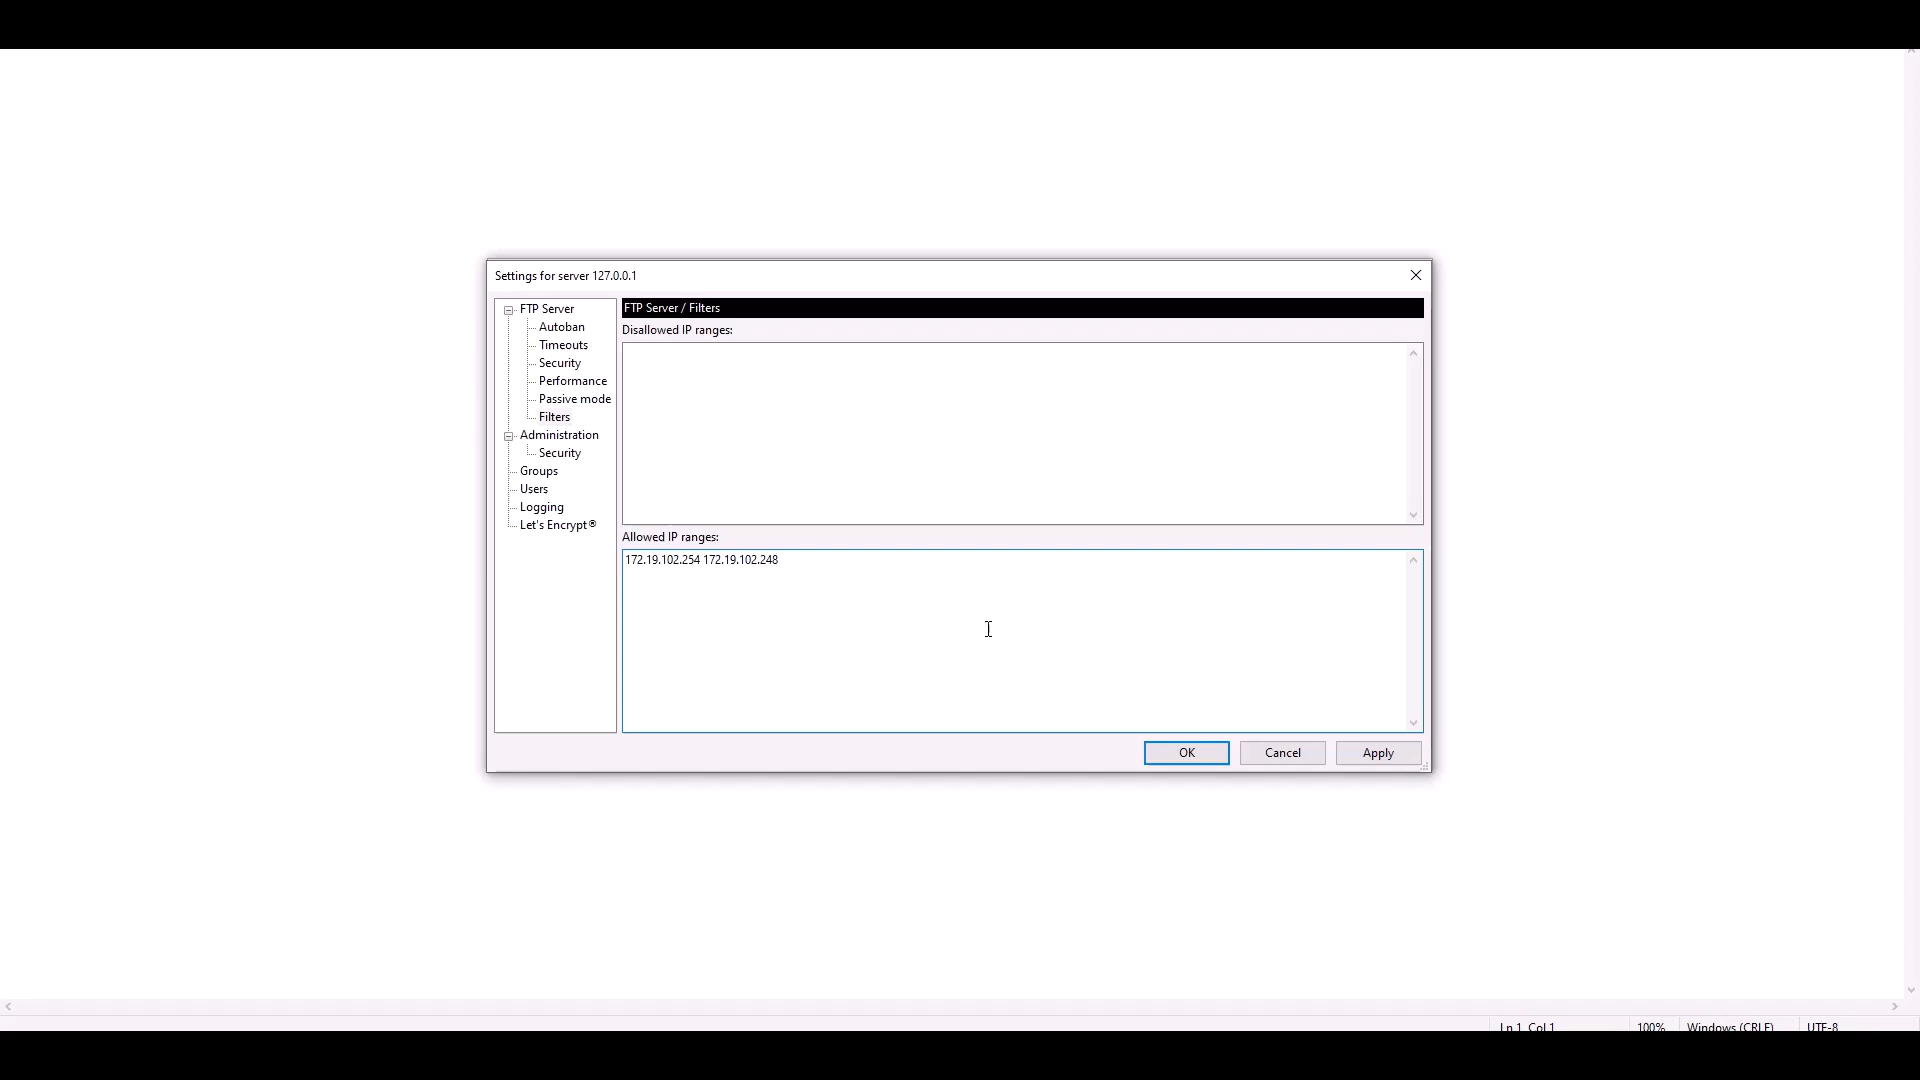 Settings for server 127.0.0.1
FTP Server
Autoban
Timeouts
Security
Performance
Passive mode
Filters
Administration
Security
Groups
Users
Logging
Let's Encrypt®
FTP Server / Filters
Disallowed IP ranges:
Allowed IP ranges:
172.19.102.254 172.19.102.248
OK Cancel Apply
Ln 1, Col 1 100% Windows (CRLF) UTF-8